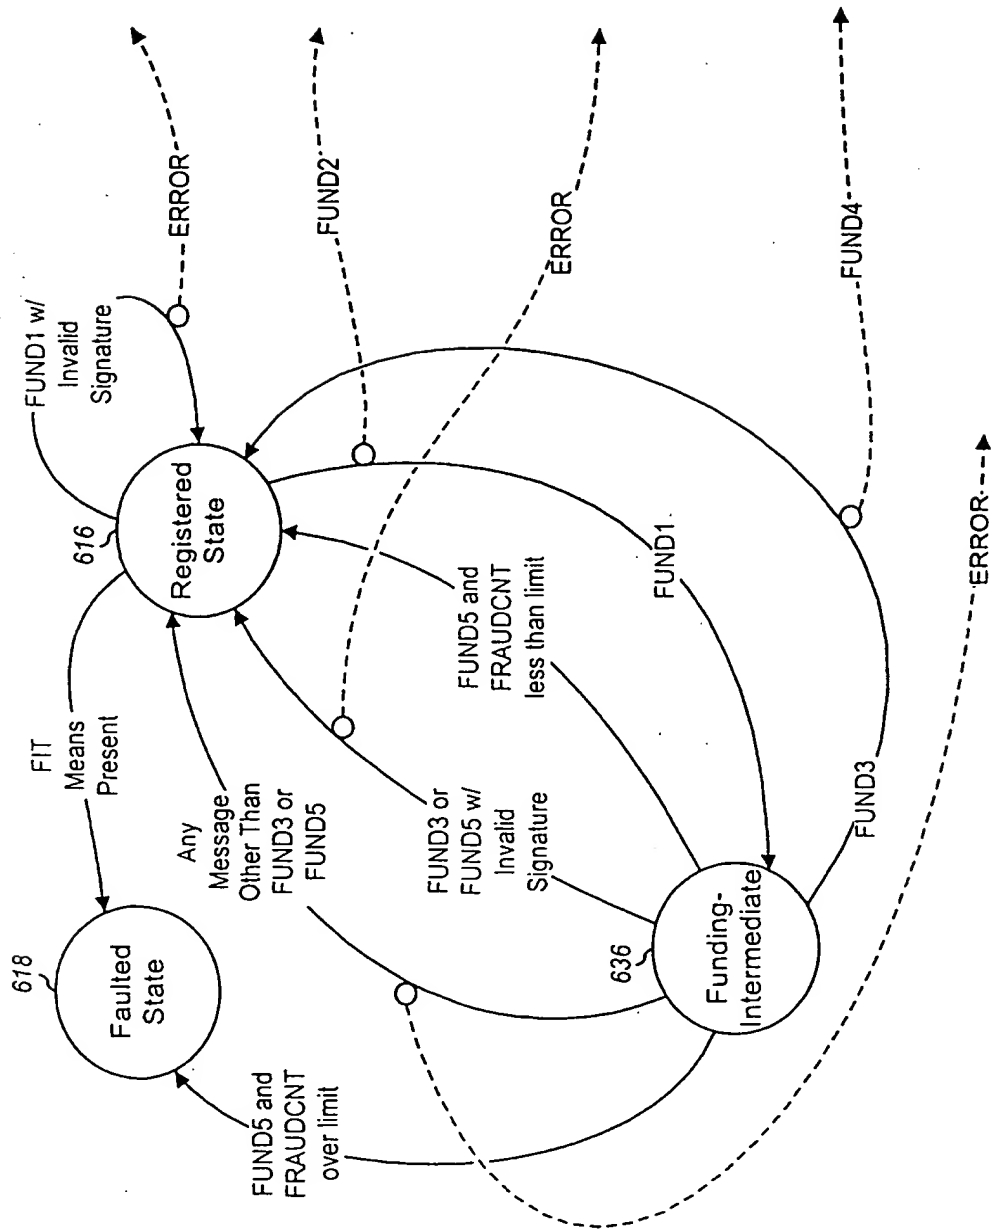 618
Faulted
State
FIT
Means
Present
616
Registered
State
FUND1 w/
Invalid
Signature
ERROR
FUND2
ERROR
FUND4
ERROR
FUND5 and
FRAUDCNT
over limit
Any
Message
Other Than
FUND3 or
FUND5
FUND3 or
FUND5 w/
Invalid
Signature
FUND5 and
FRAUDCNT
less than limit
FUND1
636
Funding-
Intermediate
FUND3